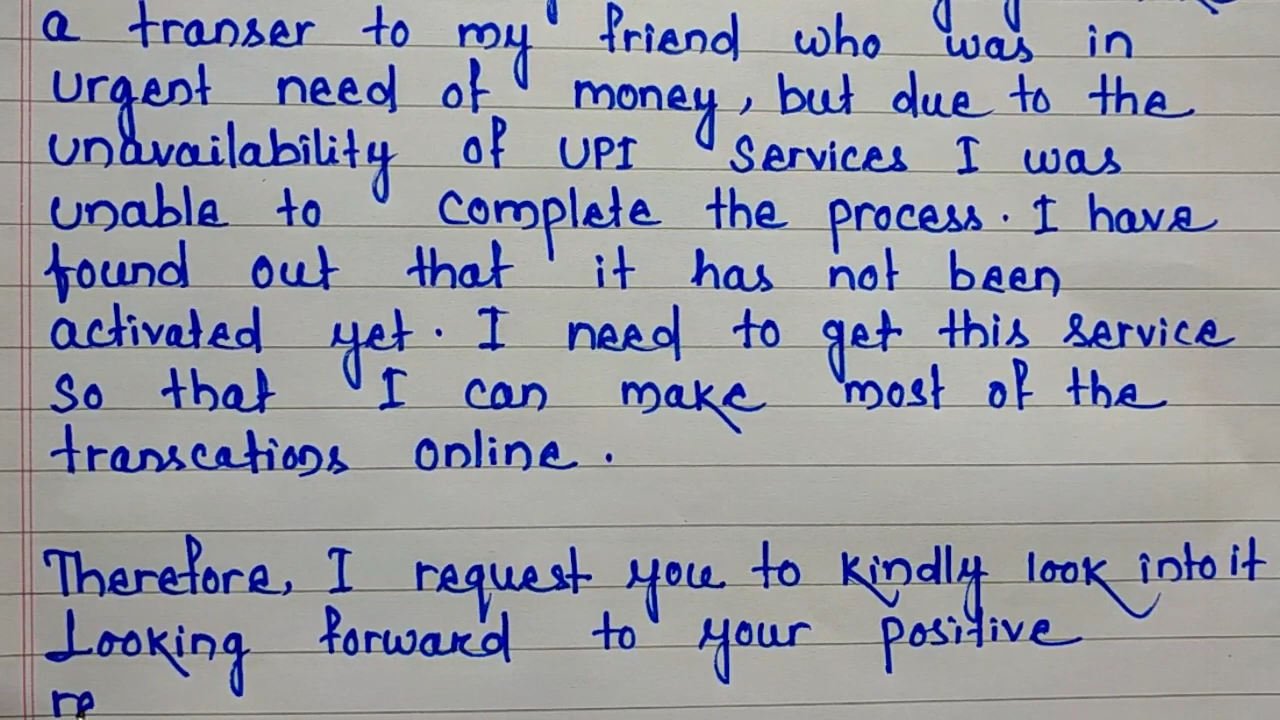 a transer to my friend who was in
urgent need of money, but due to the
unavailability of UPI Services I was
unable to complete the process. I have
found out that it has not been
activated yet. I need to get this service
so that I can make most of the
transcations online.
Therefore, I request you to kindly look into it
Looking forward to your positive
re